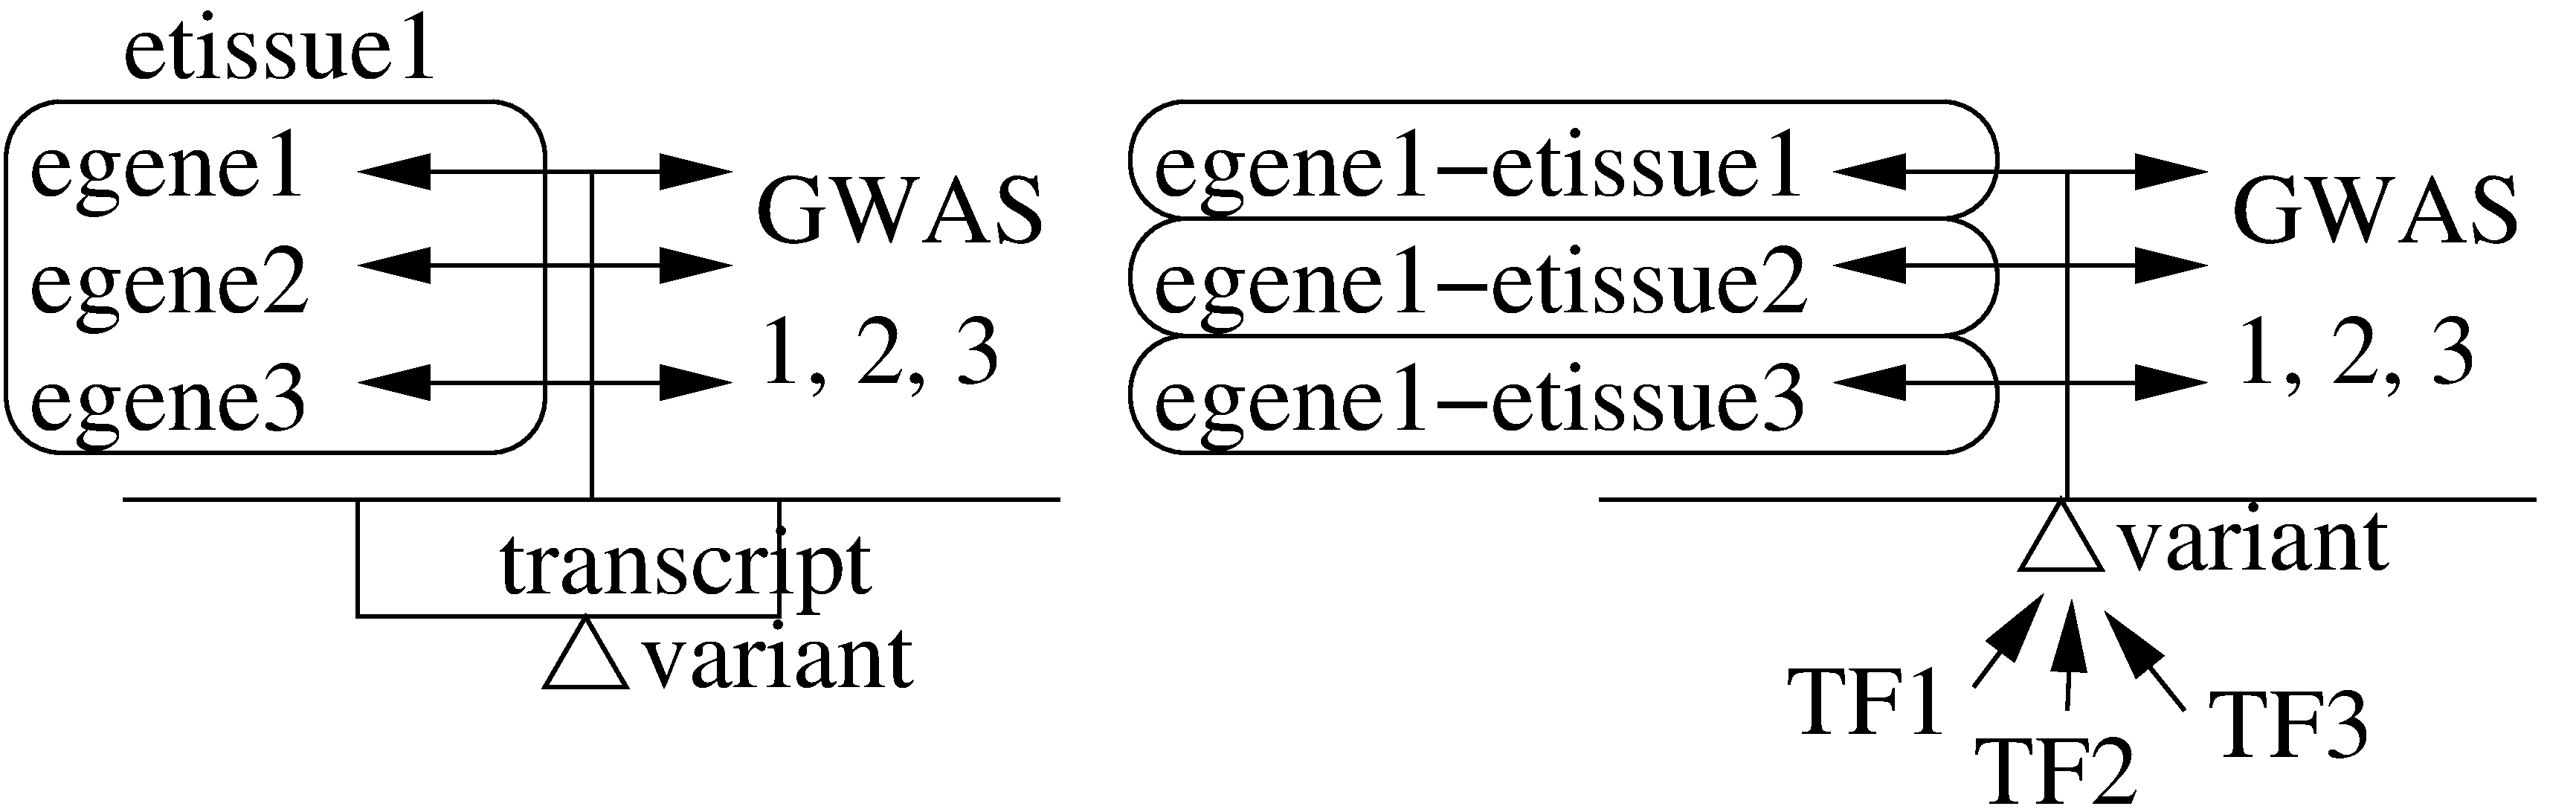 etissue1
egene1
egene2
egene3
GWAS
1, 2, 3
transcript
variant
egene1–etissue1
egene1–etissue2
egene1–etissue3
GWAS
1, 2, 3
variant
TF1
TF2
TF3